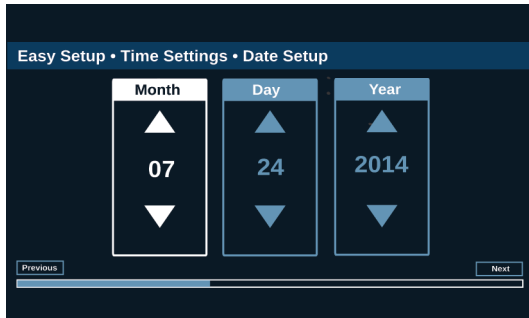 Easy Setup • Time Settings • Date Setup
Month Day Year
07 24 2014
Previous Next